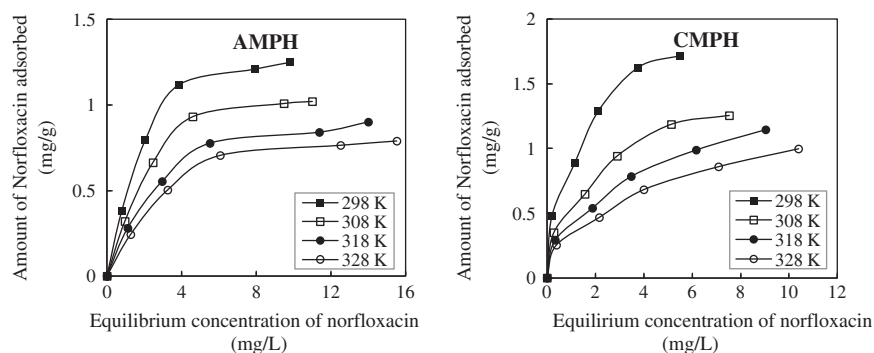 AMPH
Amount of Norfloxacin adsorbed
(mg/g)
1.5
1
0.5
0
0 4 8 12 16
298 K
308 K
318 K
328 K
Equilibrium concentration of norfloxacin
(mg/L)
CMPH
Amount of Norfloxacin adsorbed
(mg/g)
2
1.5
1
0.5
0
0 2 4 6 8 10 12
298 K
308 K
318 K
328 K
Equilirium concentration of norfloxacin
(mg/L)